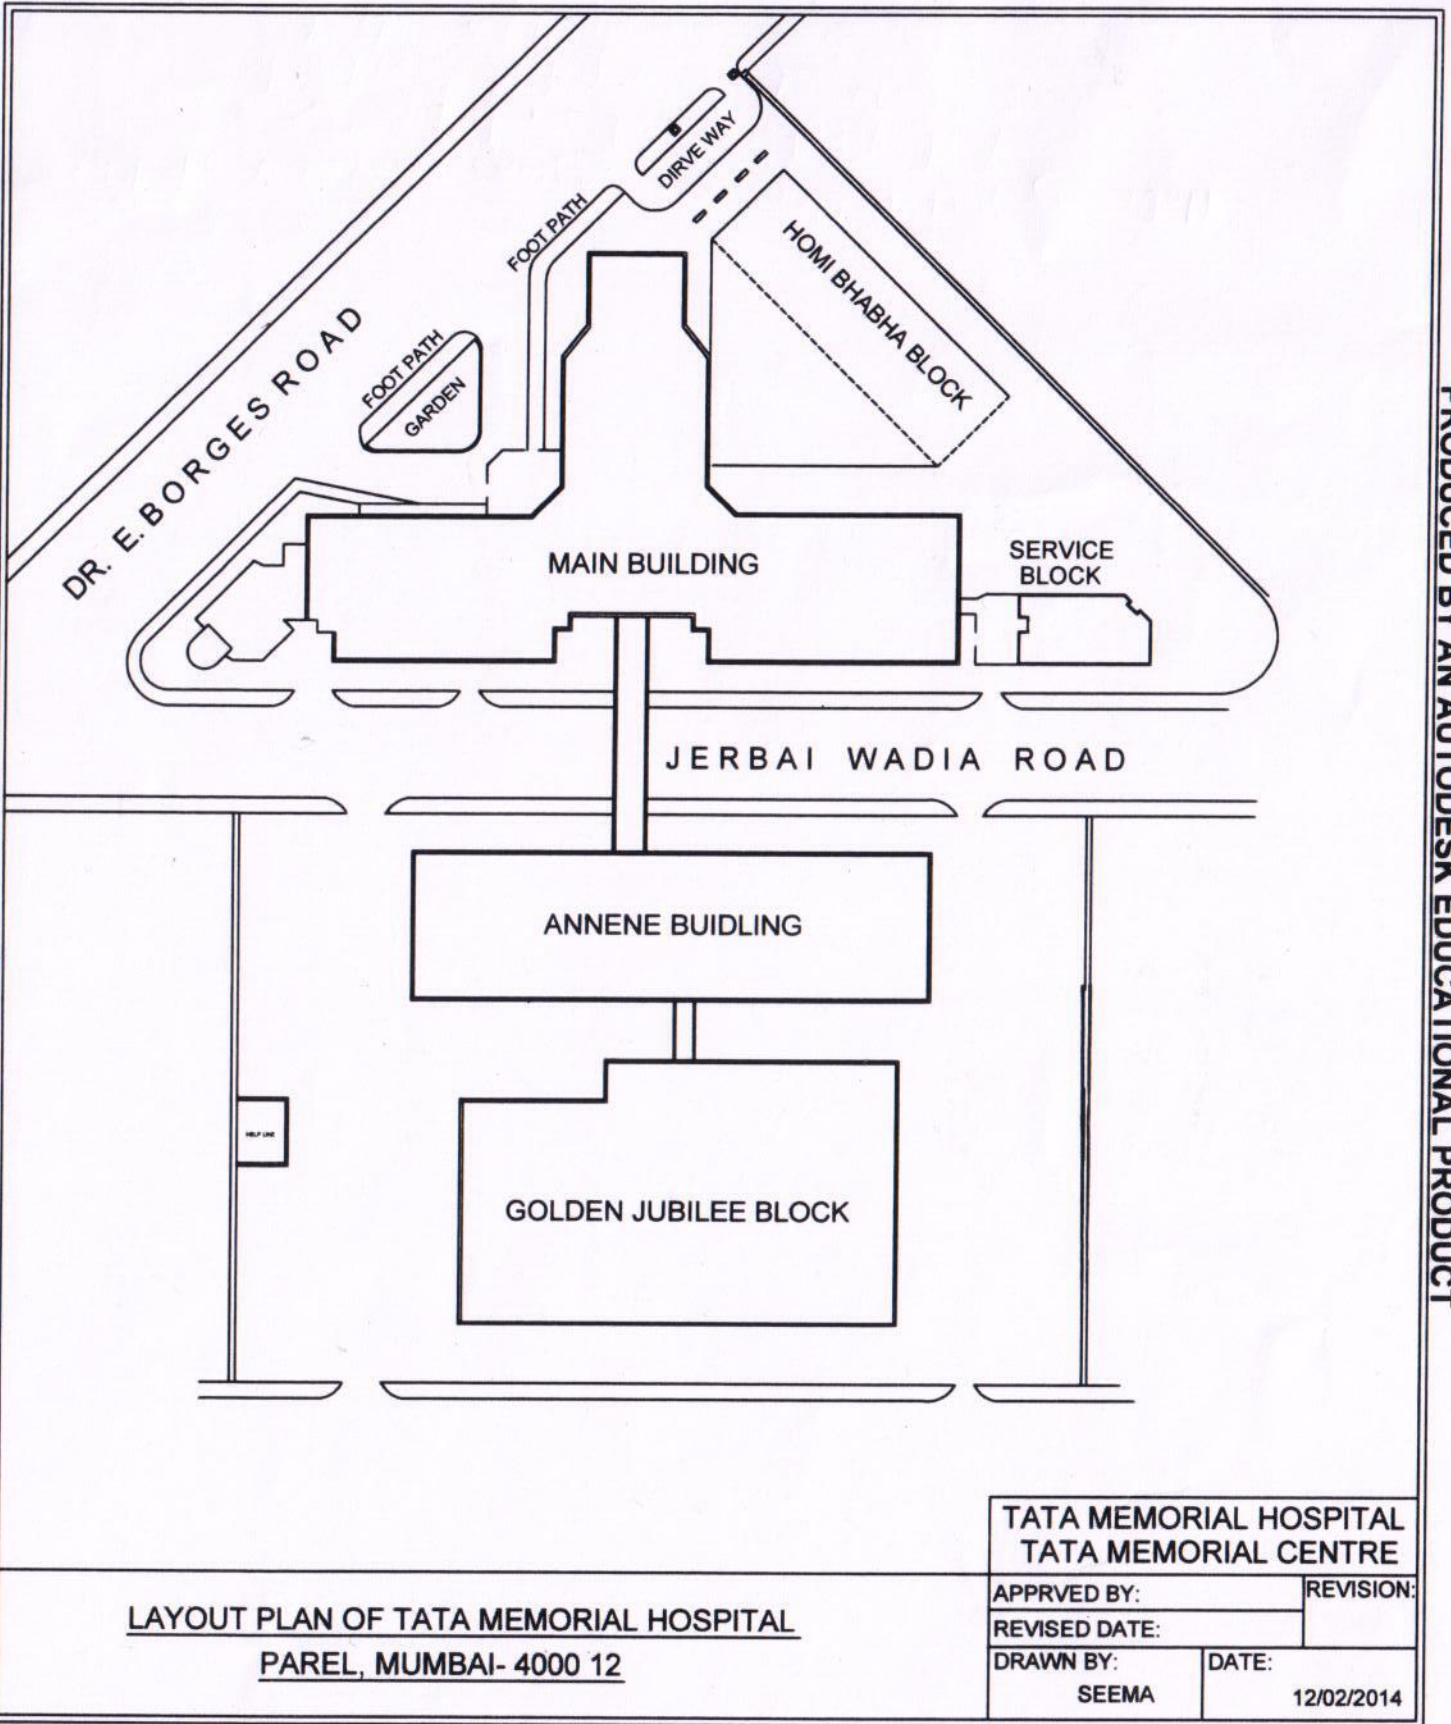 DIRVE WAY
FOOT PATH
HOMI BHABHA BLOCK
FOOT PATH
GARDEN
DR. E. BORGES ROAD
MAIN BUILDING
SERVICE
BLOCK
JERBAI WADIA ROAD
ANNENE BUIDLING
HELP LINE
GOLDEN JUBILEE BLOCK
PRODUCED BY AN AUTODESK EDUCATIONAL PRODUCT
TATA MEMORIAL HOSPITAL
TATA MEMORIAL CENTRE
APPRVED BY:
REVISION:
REVISED DATE:
LAYOUT PLAN OF TATA MEMORIAL HOSPITAL
PAREL, MUMBAI- 4000 12
DRAWN BY:
SEEMA
DATE:
12/02/2014